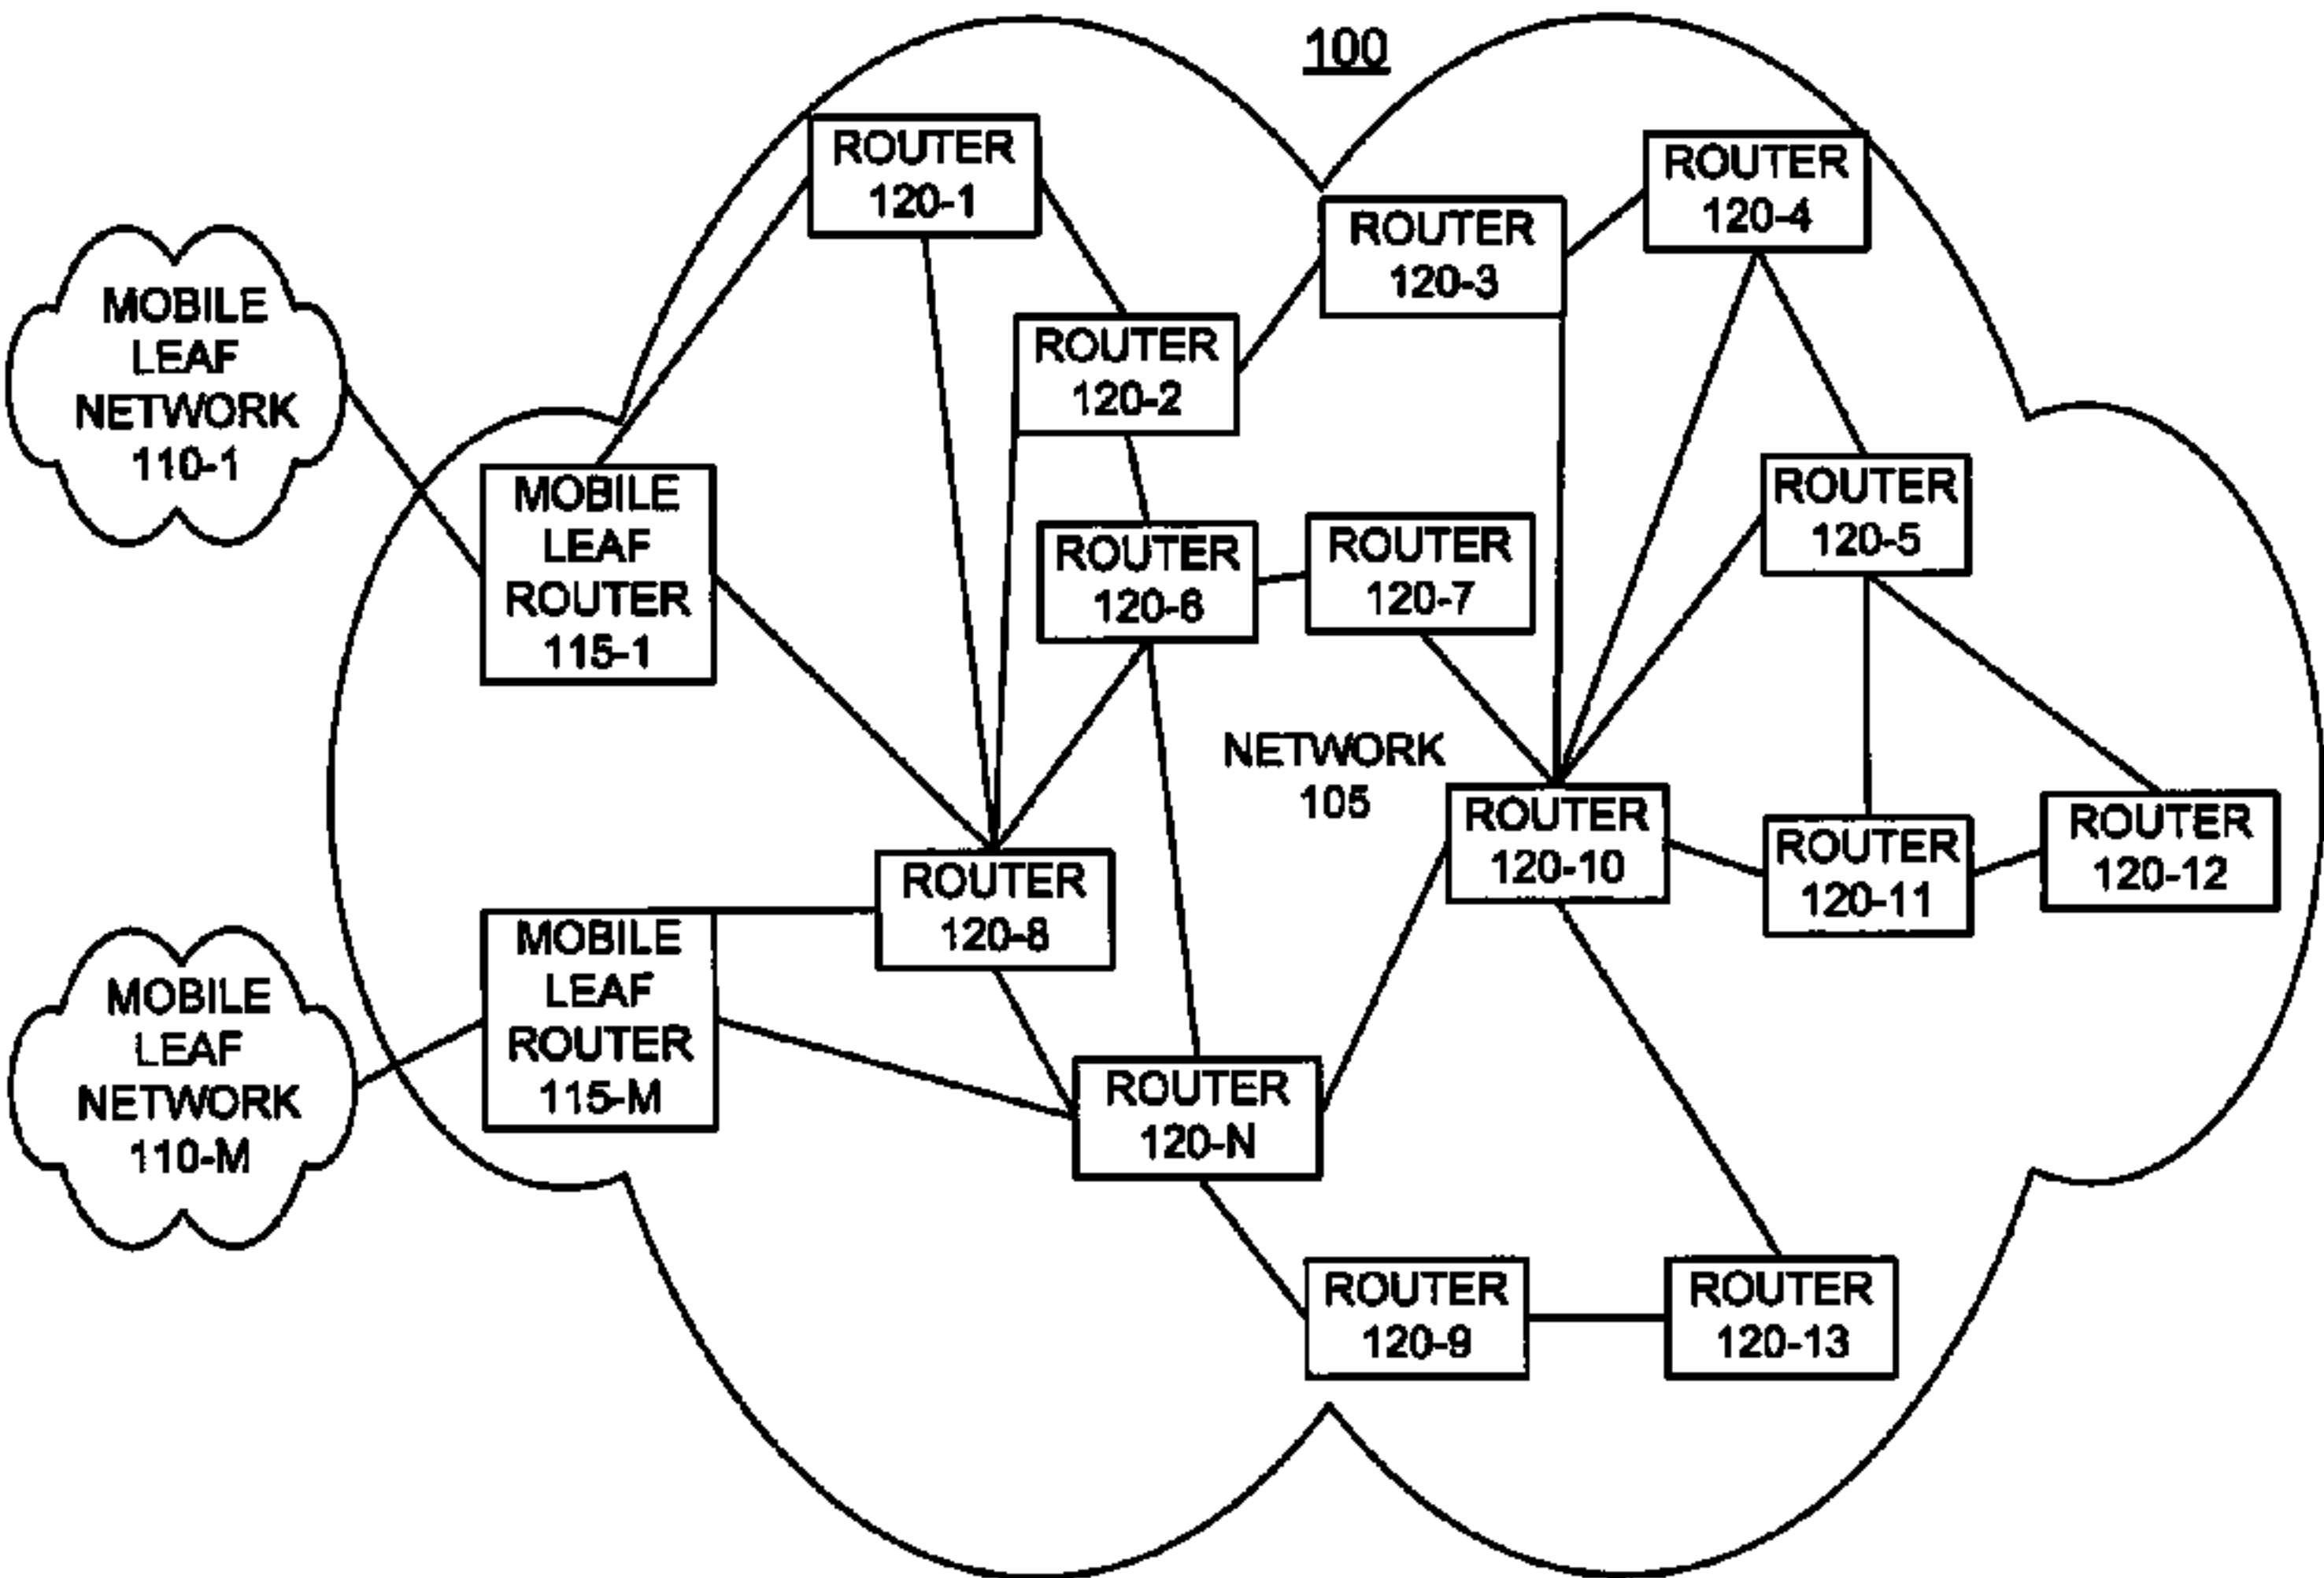 100
ROUTER
120-1
ROUTER
120-4
ROUTER
120-3
MOBILE
LEAF
NETWORK
110-1
ROUTER
120-2
MOBILE
LEAF
ROUTER
115-1
ROUTER
120-5
ROUTER
120-6
ROUTER
120-7
NETWORK
105
ROUTER
120-10
ROUTER
120-11
ROUTER
120-12
ROUTER
120-8
MOBILE
LEAF
ROUTER
115-M
MOBILE
LEAF
NETWORK
110-M
ROUTER
120-N
ROUTER
120-9
ROUTER
120-13